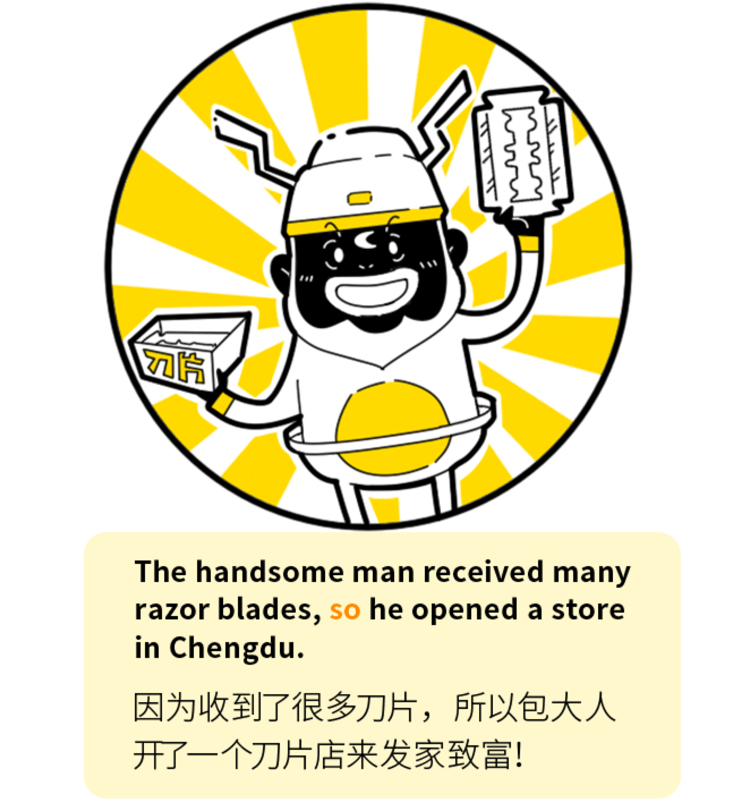 刀片
The handsome man received many
razor blades, so he opened a store
in Chengdu.
因为收到了很多刀片，所以包大人
开了一个刀片店来发家致富!